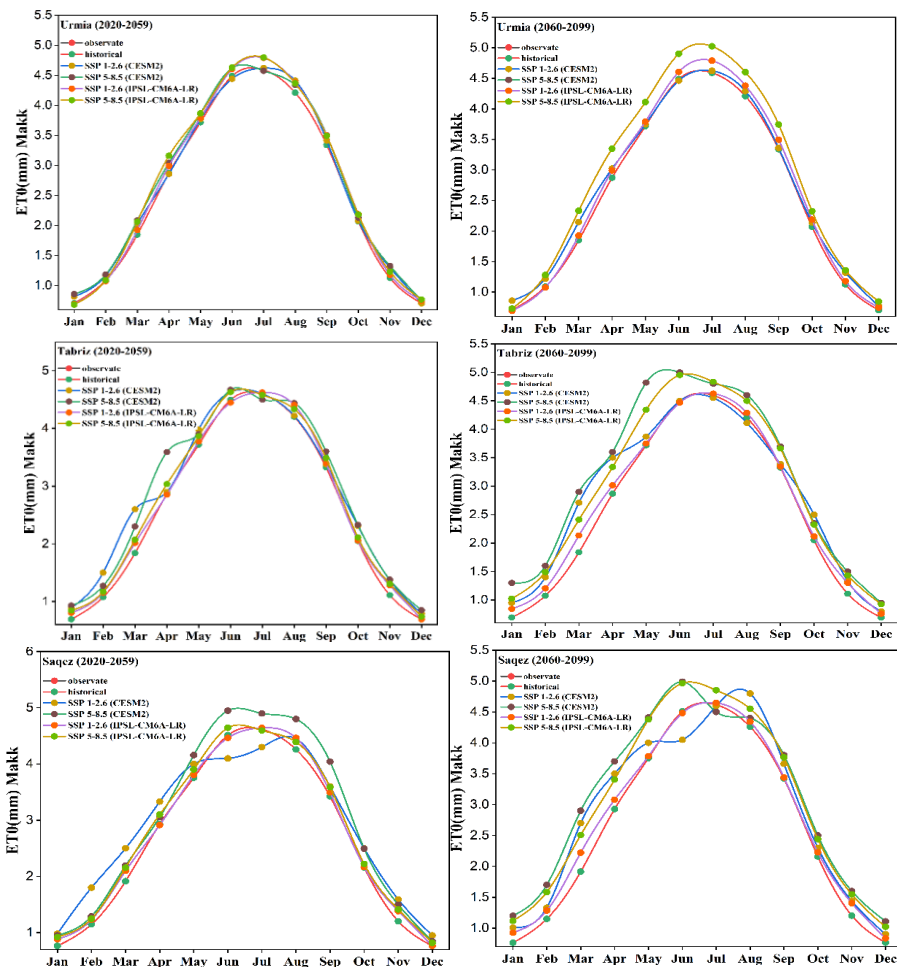 Urmia (2020-2059)
observate
historical
SSP 1-2.6 (CESM2)
SSP 5-8.5 (CESM2)
SSP 1-2.6 (IPSL-CM6A-LR)
SSP 5-8.5 (IPSL-CM6A-LR)
ET0(mm) Makk
5.0
4.5
4.0
3.5
3.0
2.5
2.0
1.5
1.0
Jan Feb Mar Apr May Jun Jul Aug Sep Oct Nov Dec
Urmia (2060-2099)
observate
historical
SSP 1-2.6 (CESM2)
SSP 5-8.5 (CESM2)
SSP 1-2.6 (IPSL-CM6A-LR)
SSP 5-8.5 (IPSL-CM6A-LR)
5.0
4.5
4.0
3.5
3.0
2.5
2.0
1.5
1.0
Jan Feb Mar Apr May Jun Jul Aug Sep Oct Nov Dec
Tabriz (2020-2059)
observate
historical
SSP 1-2.6 (CESM2)
SSP 5-8.5 (CESM2)
SSP 1-2.6 (IPSL-CM6A-LR)
SSP 5-8.5 (IPSL-CM6A-LR)
ET0(mm) Makk
5
4
3
2
1
Jan Feb Mar Apr May Jun Jul Aug Sep Oct Nov Dec
Tabriz (2060-2099)
observate
historical
SSP 1-2.6 (CESM2)
SSP 5-8.5 (CESM2)
SSP 1-2.6 (IPSL-CM6A-LR)
SSP 5-8.5 (IPSL-CM6A-LR)
5.5
5.0
4.5
4.0
3.5
3.0
2.5
2.0
1.5
1.0
Jan Feb Mar Apr May Jun Jul Aug Sep Oct Nov Dec
Saqez (2020-2059)
observate
historical
SSP 1-2.6 (CESM2)
SSP 5-8.5 (CESM2)
SSP 1-2.6 (IPSL-CM6A-LR)
SSP 5-8.5 (IPSL-CM6A-LR)
ET0(mm) Makk
6
5
4
3
2
1
Jan Feb Mar Apr May Jun Jul Aug Sep Oct Nov Dec
Saqez (2060-2099)
observate
historical
SSP 1-2.6 (CESM2)
SSP 5-8.5 (CESM2)
SSP 1-2.6 (IPSL-CM6A-LR)
SSP 5-8.5 (IPSL-CM6A-LR)
5.5
5.0
4.5
4.0
3.5
3.0
2.5
2.0
1.5
1.0
Jan Feb Mar Apr May Jun Jul Aug Sep Oct Nov Dec